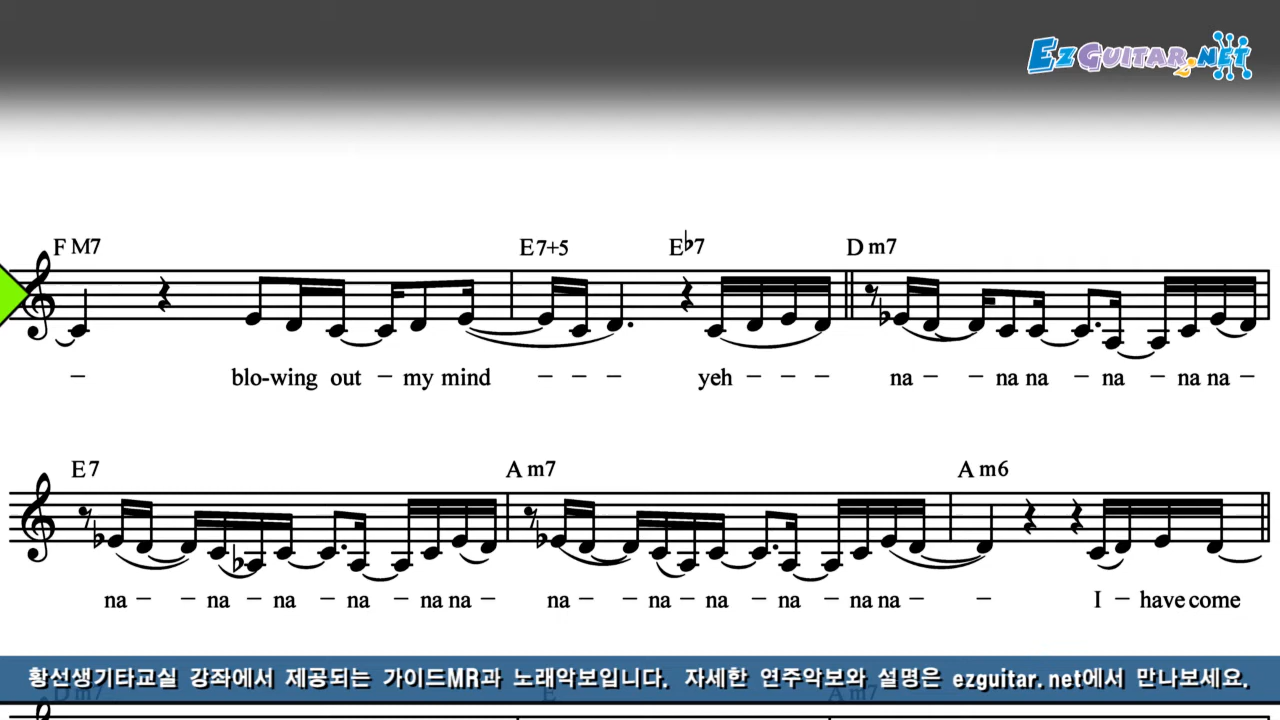 EZGUITAR.NET
F M7 E 7+5 E♭7 D m7
– blo-wing out – my mind – – – yeh – – – na – – na na – na – na na –
E 7 A m7 A m6
na – – na – na – na – na na – na – – na – na – na – na na – – I – have come
황선생기타교실 강좌에서 제공되는 가이드MR과 노래악보입니다. 자세한 연주악보와 설명은 ezguitar.net에서 만나보세요.
D m7 E A m7